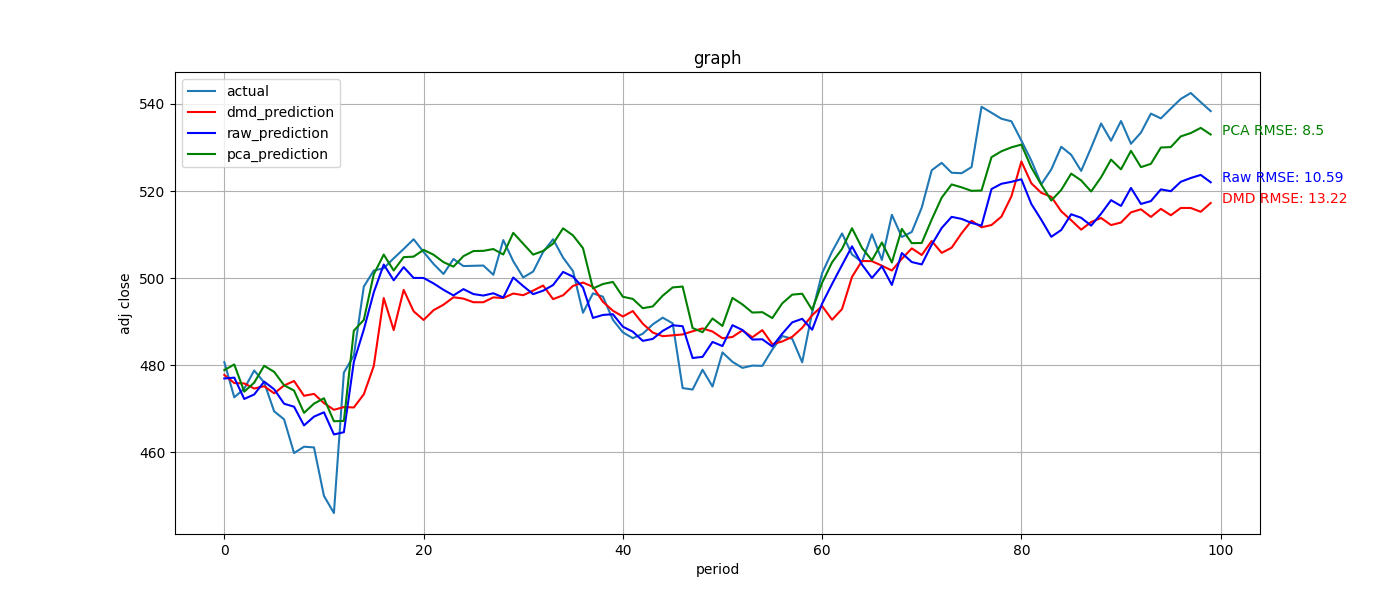 graph
actual
dmd_prediction
raw_prediction
pca_prediction
540
520
500
480
460
adj close
PCA RMSE: 8.5
Raw RMSE: 10.59
DMD RMSE: 13.22
0
20
40
60
80
100
period